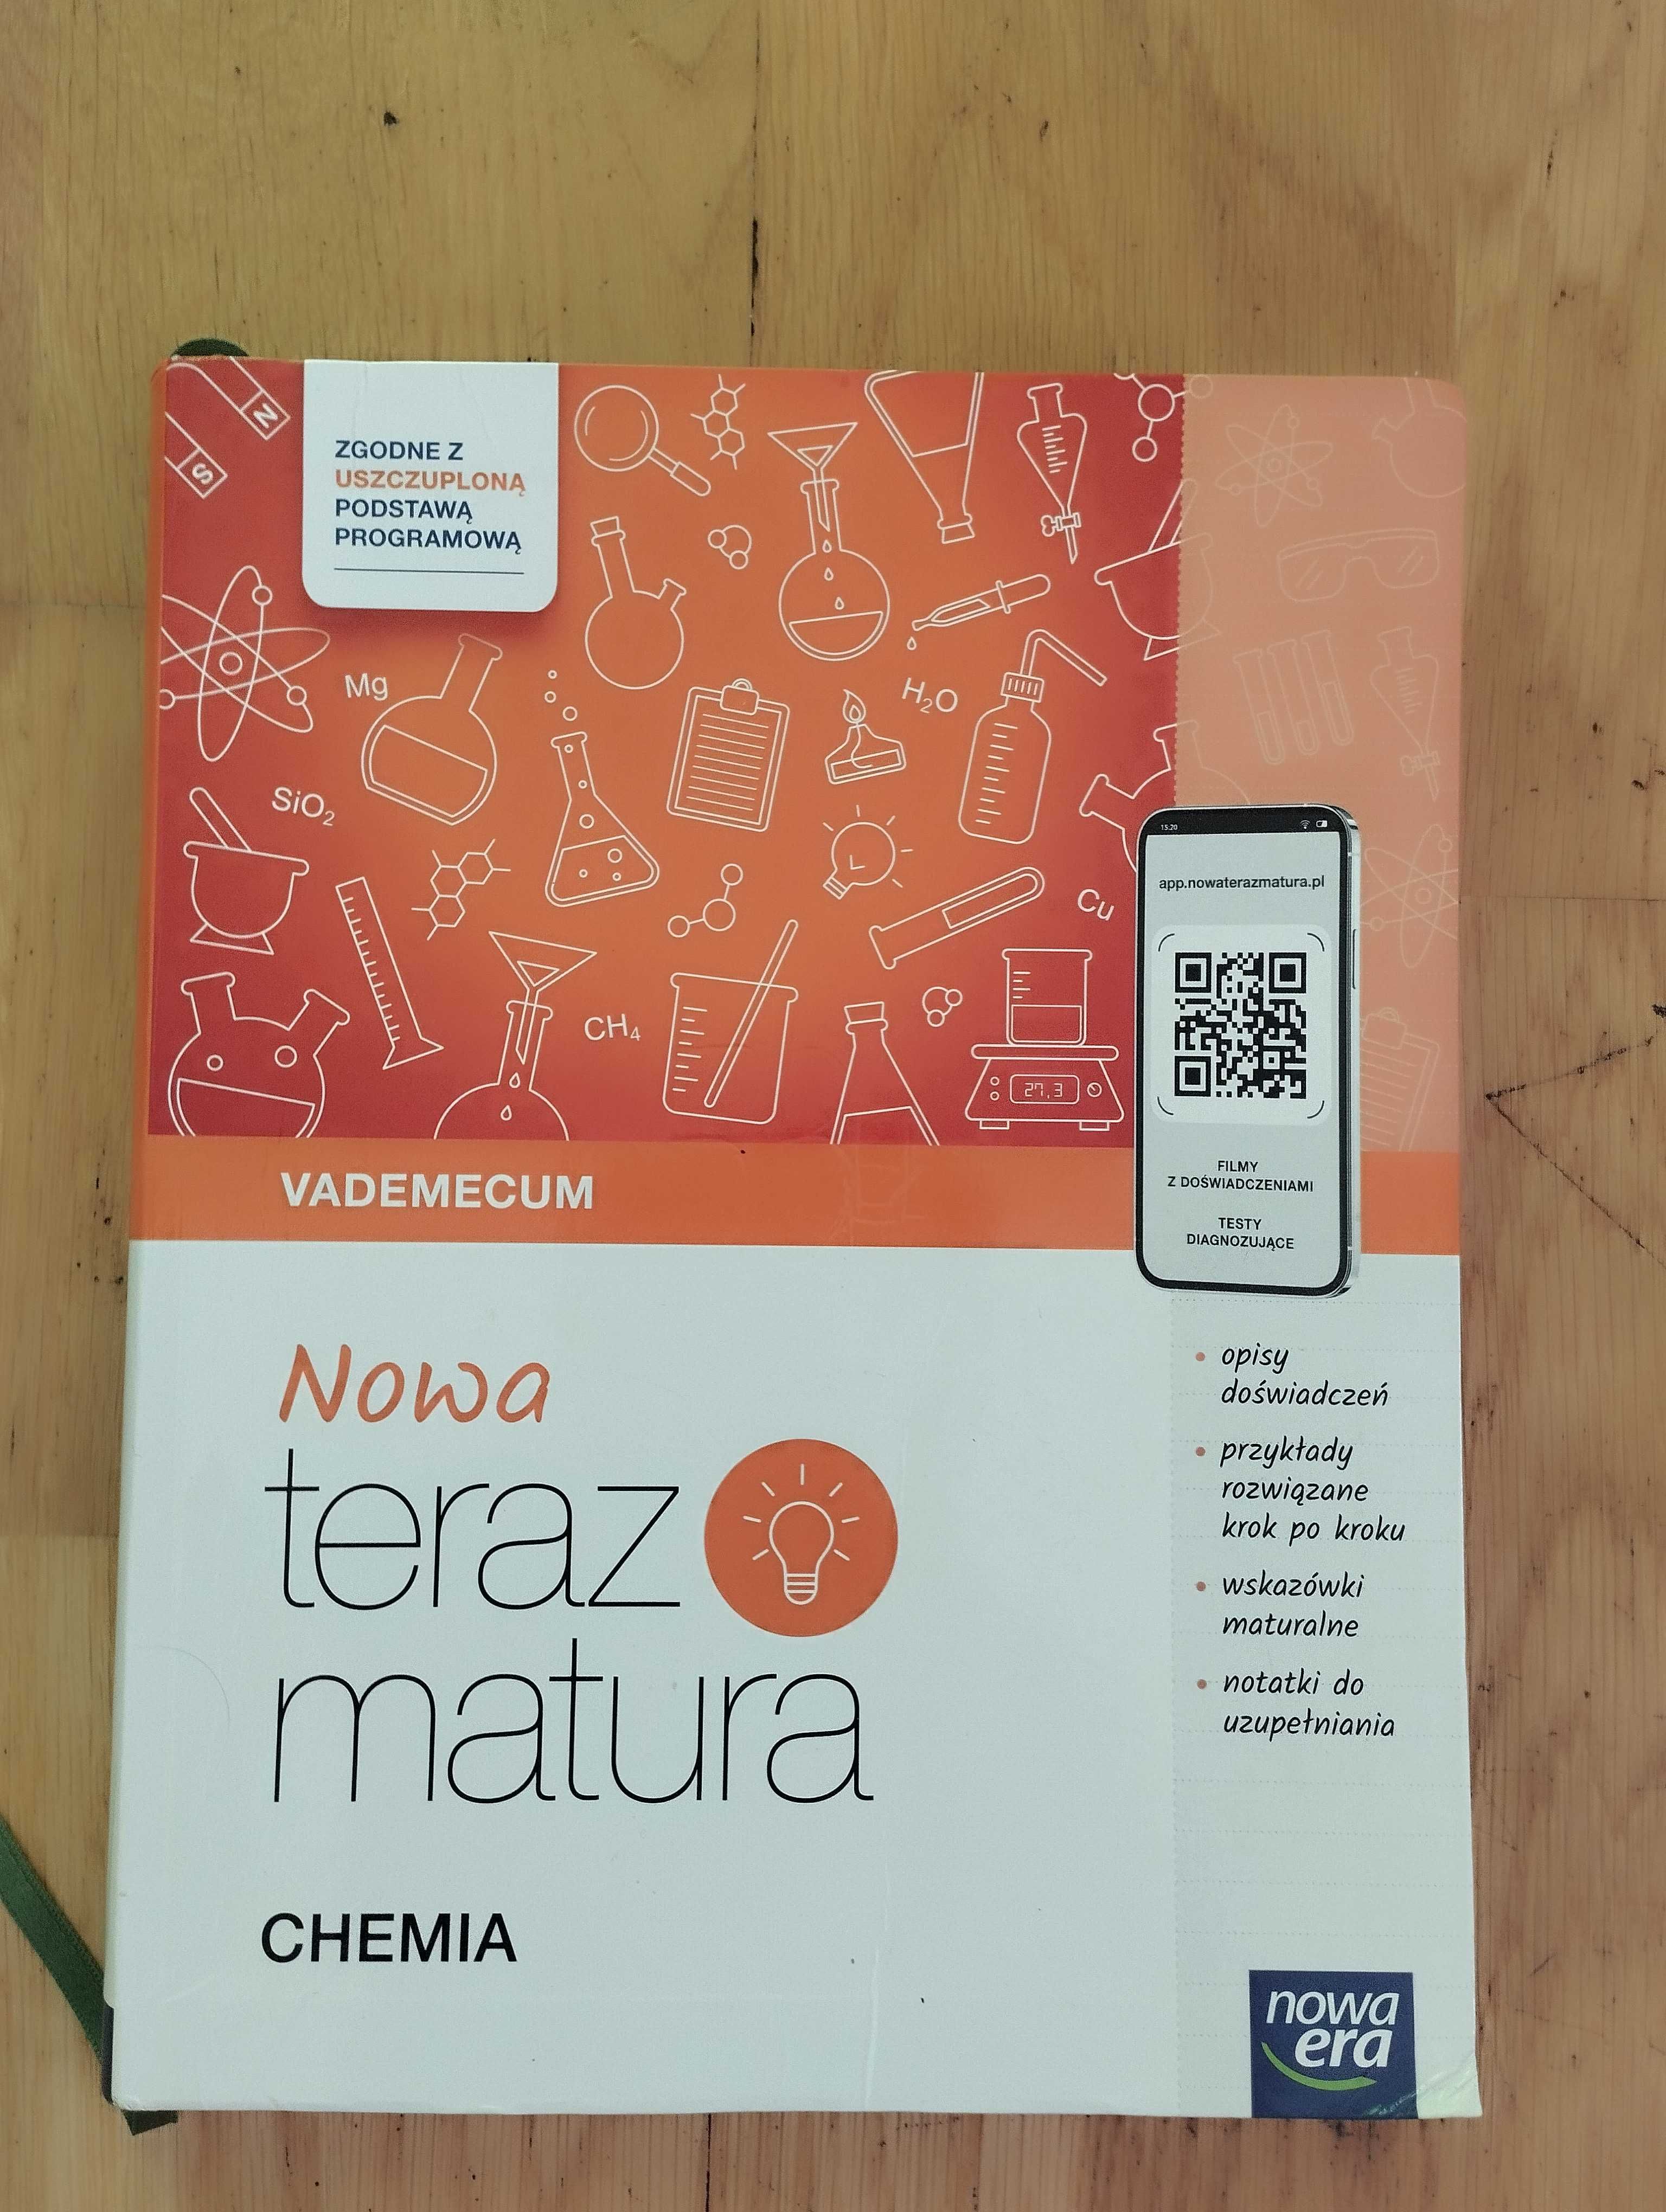 ZGODNE Z
USZCZUPLONĄ
PODSTAWĄ
PROGRAMOWĄ
N
S
Mg
H₂O
SiO₂
Cu
CH₄
27,3
15:20
app.nowaterazmatura.pl
FILMY
Z DOŚWIADCZENIAMI
TESTY
DIAGNOZUJĄCE
VADEMECUM
Nowa
teraz
matura
CHEMIA
• opisy
doświadczeń
• przykłady
rozwiązane
krok po kroku
• wskazówki
maturalne
• notatki do
uzupełniania
nowa
era